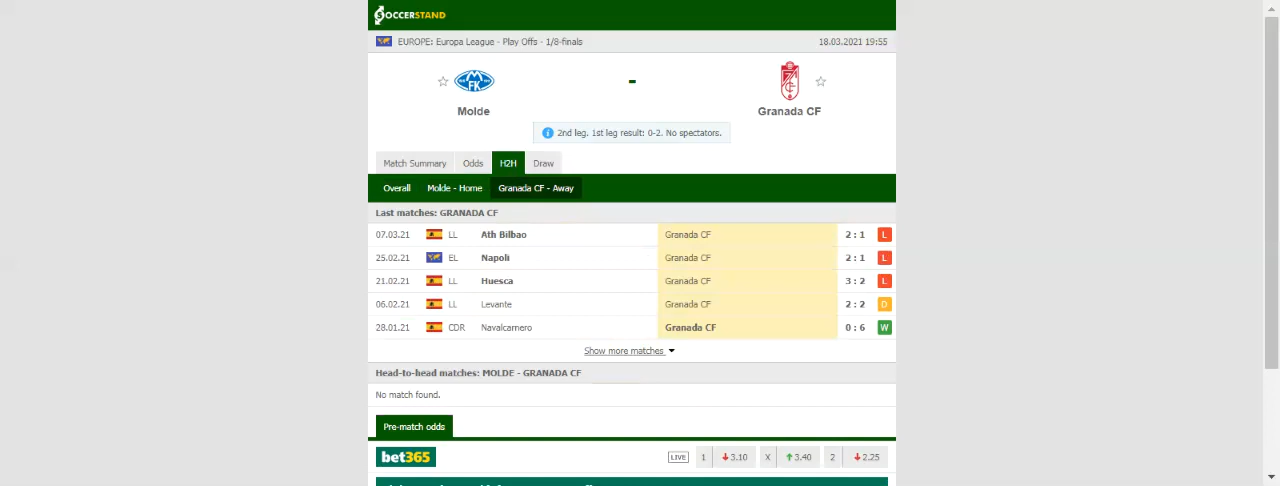 SOCCERSTAND
EUROPE: Europa League - Play Offs - 1/8-finals 18.03.2021 19:55
-
Molde Granada CF
2nd leg. 1st leg result: 0-2. No spectators.
Match Summary Odds H2H Draw
Overall Molde - Home Granada CF - Away
Last matches: GRANADA CF
07.03.21 LL Ath Bilbao Granada CF 2 : 1 L
25.02.21 EL Napoli Granada CF 2 : 1 L
21.02.21 LL Huesca Granada CF 3 : 2 L
06.02.21 LL Levante Granada CF 2 : 2 D
28.01.21 CDR Navalcarnero Granada CF 0 : 6 W
Show more matches
Head-to-head matches: MOLDE - GRANADA CF
No match found.
Pre-match odds
bet365 LIVE 1 3.10 X 3.40 2 2.25